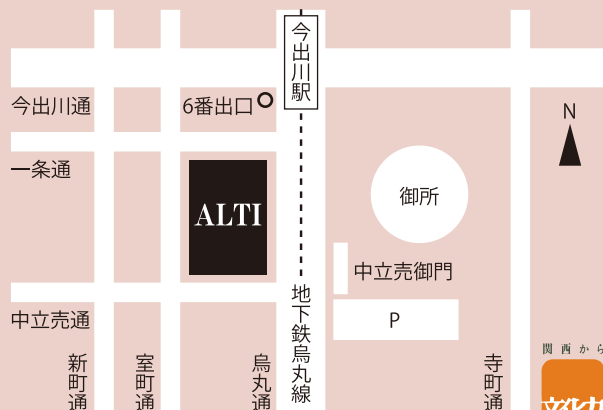 今出川駅
今出川通
6番出口
N
一条通
御所
ALTI
中立売御門
地下鉄烏丸線
中立売通
P
新町通
室町通
烏丸通
寺町通
関西から